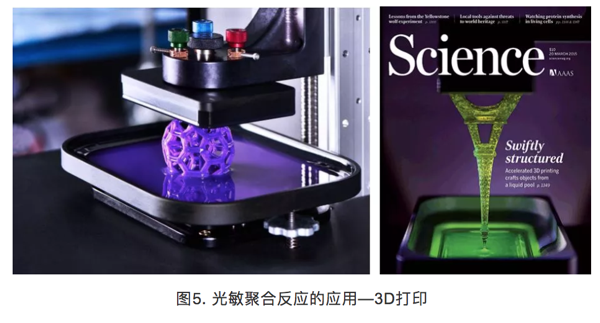 Lessons from the Yellowstone
wolf experiment
Local tools against threats
to world heritage
Watching protein synthesis
in living cells
Science
20 MARCH 2015
AAAS
Swiftly
structured
Accelerated 3D printing
crafts objects from
a liquid pool
图5. 光敏聚合反应的应用—3D打印